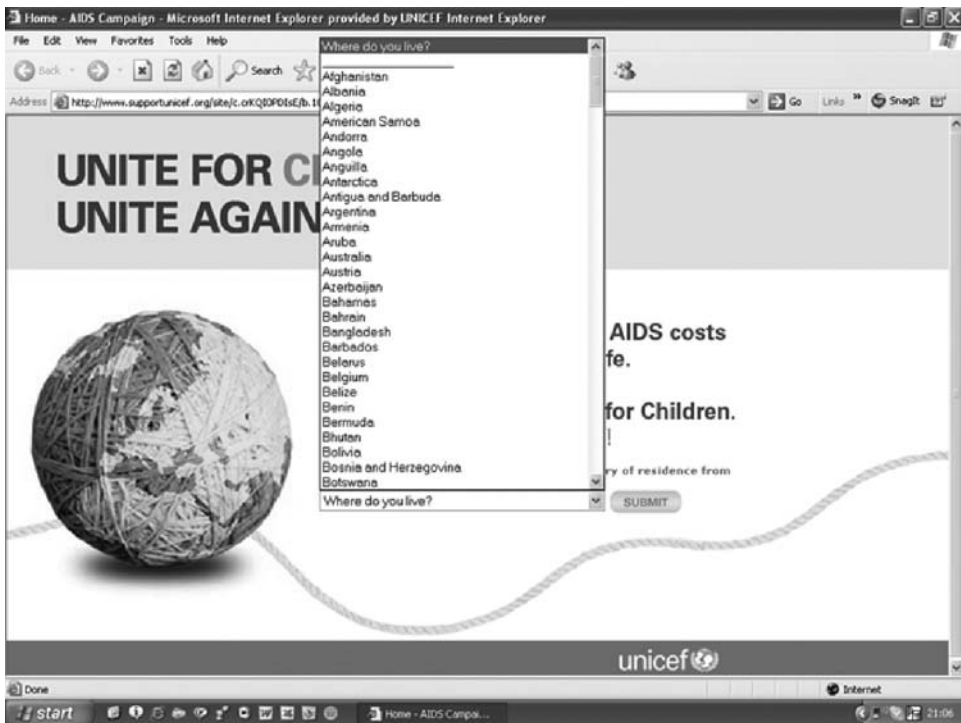 Home - AIDS Campaign - Microsoft Internet Explorer provided by UNICEF Internet Explorer
File Edit View Favorites Tools Help
Back Search
Address http://www.supportunicef.org/site/c. Go Links » SnagIt
UNITE FOR
UNITE AGAIN
Where do you live?
Afghanistan
Albania
Algeria
American Samoa
Andorra
Angola
Anguilla
Antarctica
Antigua and Barbuda
Argentina
Armenia
Aruba
Australia
Austria
Azerbaijan
Bahamas
Bahrain
Bangladesh
Barbados
Belarus
Belgium
Belize
Benin
Bermuda
Bhutan
Bolivia
Bosnia and Herzegovina
Botswana
Where do you live?
AIDS costs
fe.
for Children.
!
ry of residence from
SUBMIT
unicef
Done Internet
start Home - AIDS Campai... 21:06